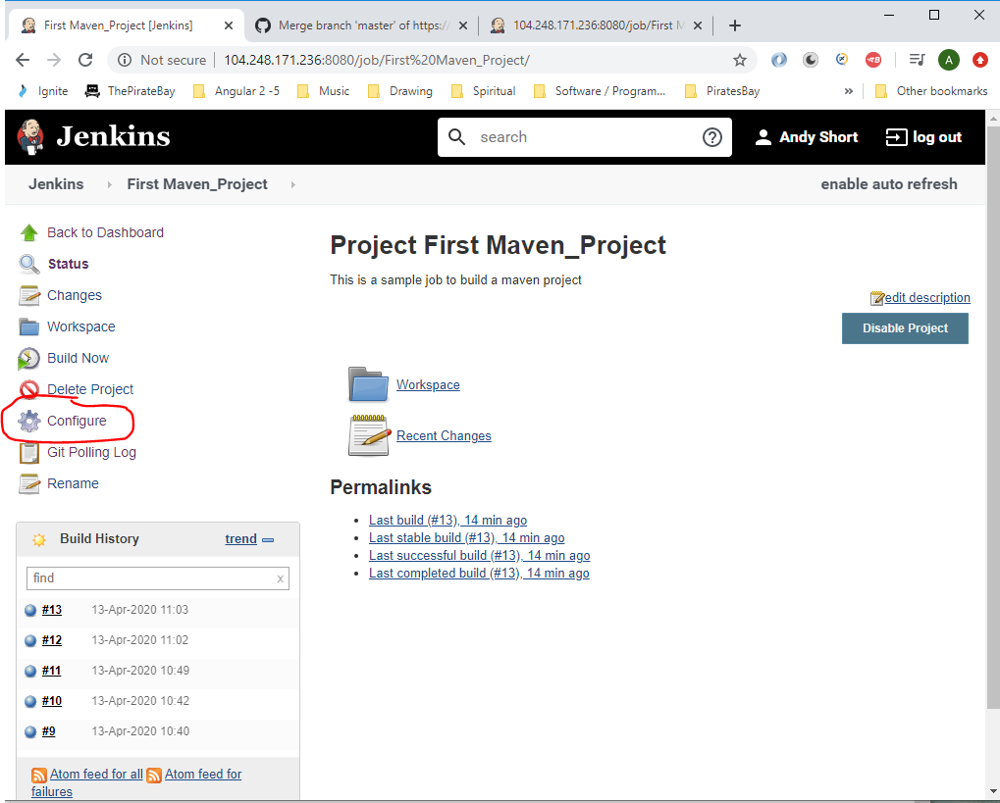 First Maven_Project [Jenkins]
Merge branch 'master' of https://
104.248.171.236:8080/job/First M
Not secure
104.248.171.236:8080/job/First%20Maven_Project/
A
Ignite
ThePirateBay
Angular 2 -5
Music
Drawing
Spiritual
Software / Program...
PiratesBay
»
Other bookmarks
Jenkins
search
?
Andy Short
log out
Jenkins
First Maven_Project
enable auto refresh
Back to Dashboard
Status
Changes
Workspace
Build Now
Delete Project
Configure
Git Polling Log
Rename
Project First Maven_Project
This is a sample job to build a maven project
edit description
Disable Project
Workspace
Recent Changes
Permalinks
Last build (#13), 14 min ago
Last stable build (#13), 14 min ago
Last successful build (#13), 14 min ago
Last completed build (#13), 14 min ago
Build History
trend
find
x
#13 13-Apr-2020 11:03
#12 13-Apr-2020 11:02
#11 13-Apr-2020 10:49
#10 13-Apr-2020 10:42
#9 13-Apr-2020 10:40
Atom feed for all Atom feed for
failures